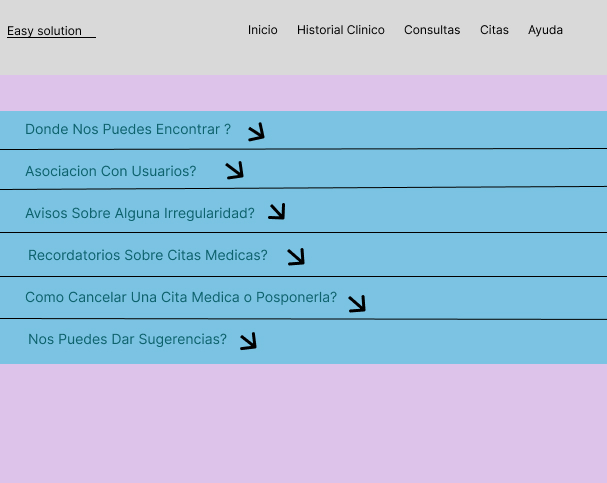 Easy solution
Inicio Historial Clinico Consultas Citas Ayuda
Donde Nos Puedes Encontrar ?
Asociacion Con Usuarios?
Avisos Sobre Alguna Irregularidad?
Recordatorios Sobre Citas Medicas?
Como Cancelar Una Cita Medica o Posponerla?
Nos Puedes Dar Sugerencias?